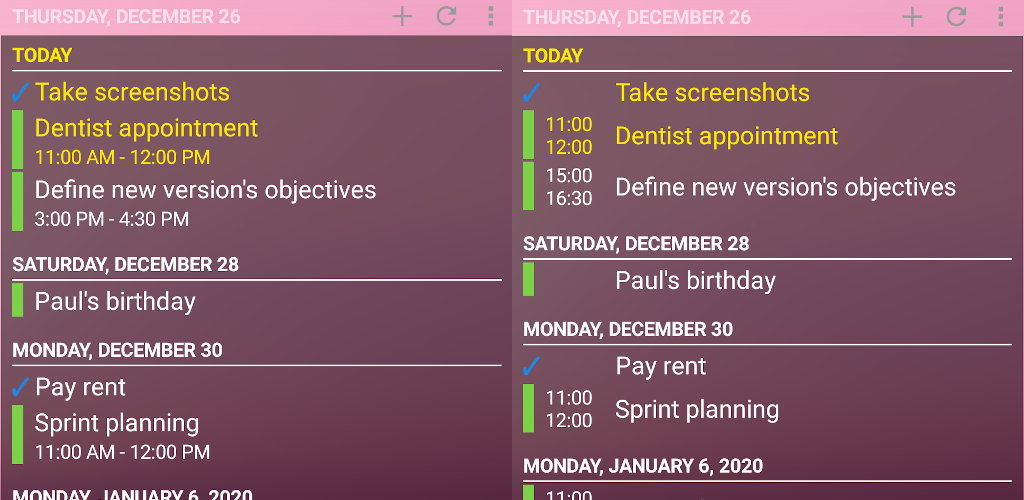 THURSDAY, DECEMBER 26
TODAY
Take screenshots
Dentist appointment
11:00 AM - 12:00 PM
Define new version's objectives
3:00 PM - 4:30 PM
SATURDAY, DECEMBER 28
Paul's birthday
MONDAY, DECEMBER 30
Pay rent
Sprint planning
11:00 AM - 12:00 PM
MONDAY, JANUARY 6, 2020
THURSDAY, DECEMBER 26
TODAY
Take screenshots
11:00
12:00
Dentist appointment
15:00
16:30
Define new version's objectives
SATURDAY, DECEMBER 28
Paul's birthday
MONDAY, DECEMBER 30
Pay rent
11:00
12:00
Sprint planning
MONDAY, JANUARY 6, 2020
11:00